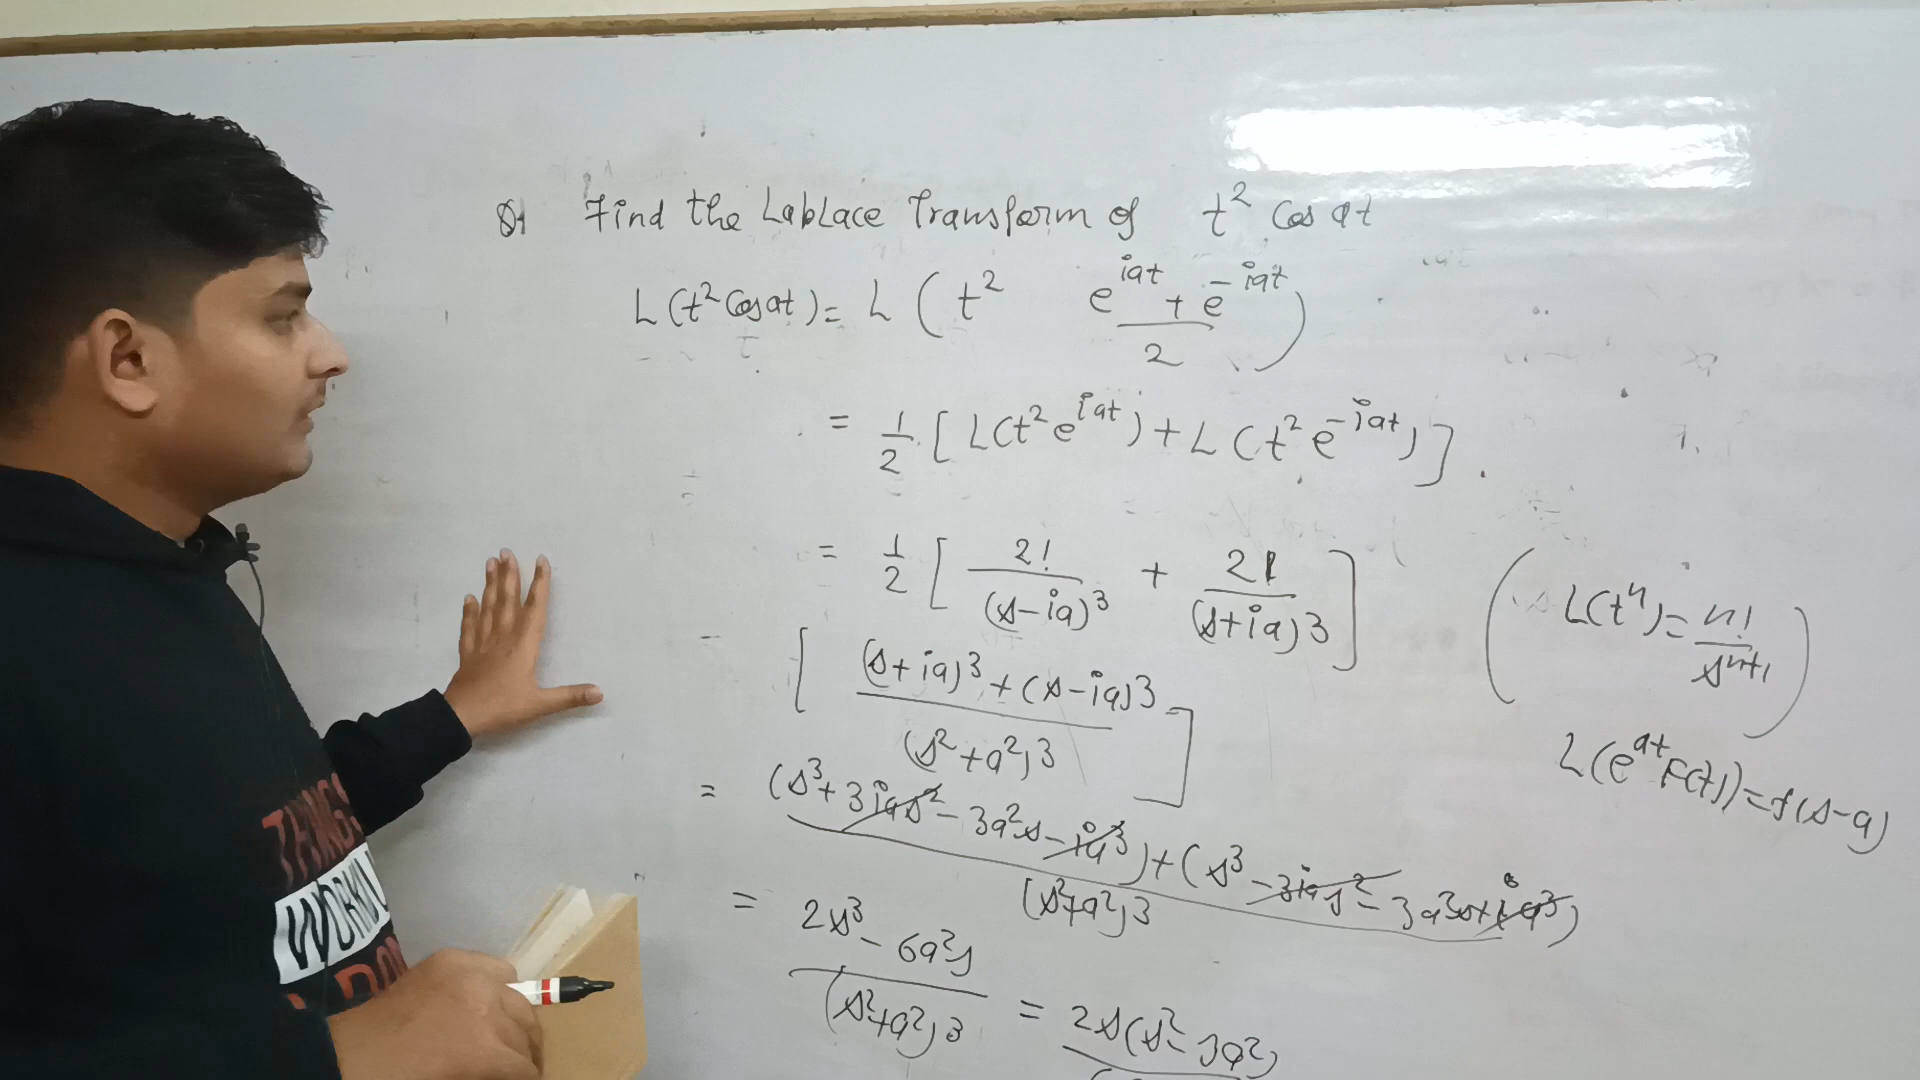 Q1 Find the Lablace Transform of t² Cos at
L(t² Cos at) = L ( t² (e^{iat} + e^{-iat})/2 )
= 1/2 [ L(t² e^{iat}) + L(t² e^{-iat}) ]
= 1/2 [ 2!/(s-ia)³ + 2!/(s+ia)³ ]
( L(tⁿ) = n!/s^{n+1} )
[ ((s+ia)³ + (s-ia)³)/(s²+a²)³ ]
L(e^{at} F(t)) = f(s-a)
= ((s³ + 3ias² - 3a²s - ia³) + (s³ - 3ias² - 3a³s + ia³))/(s²+a²)³
= (2s³ - 6a²s)/(s²+a²)³ = 2s(s² - 3a²)
THINGS
WORK